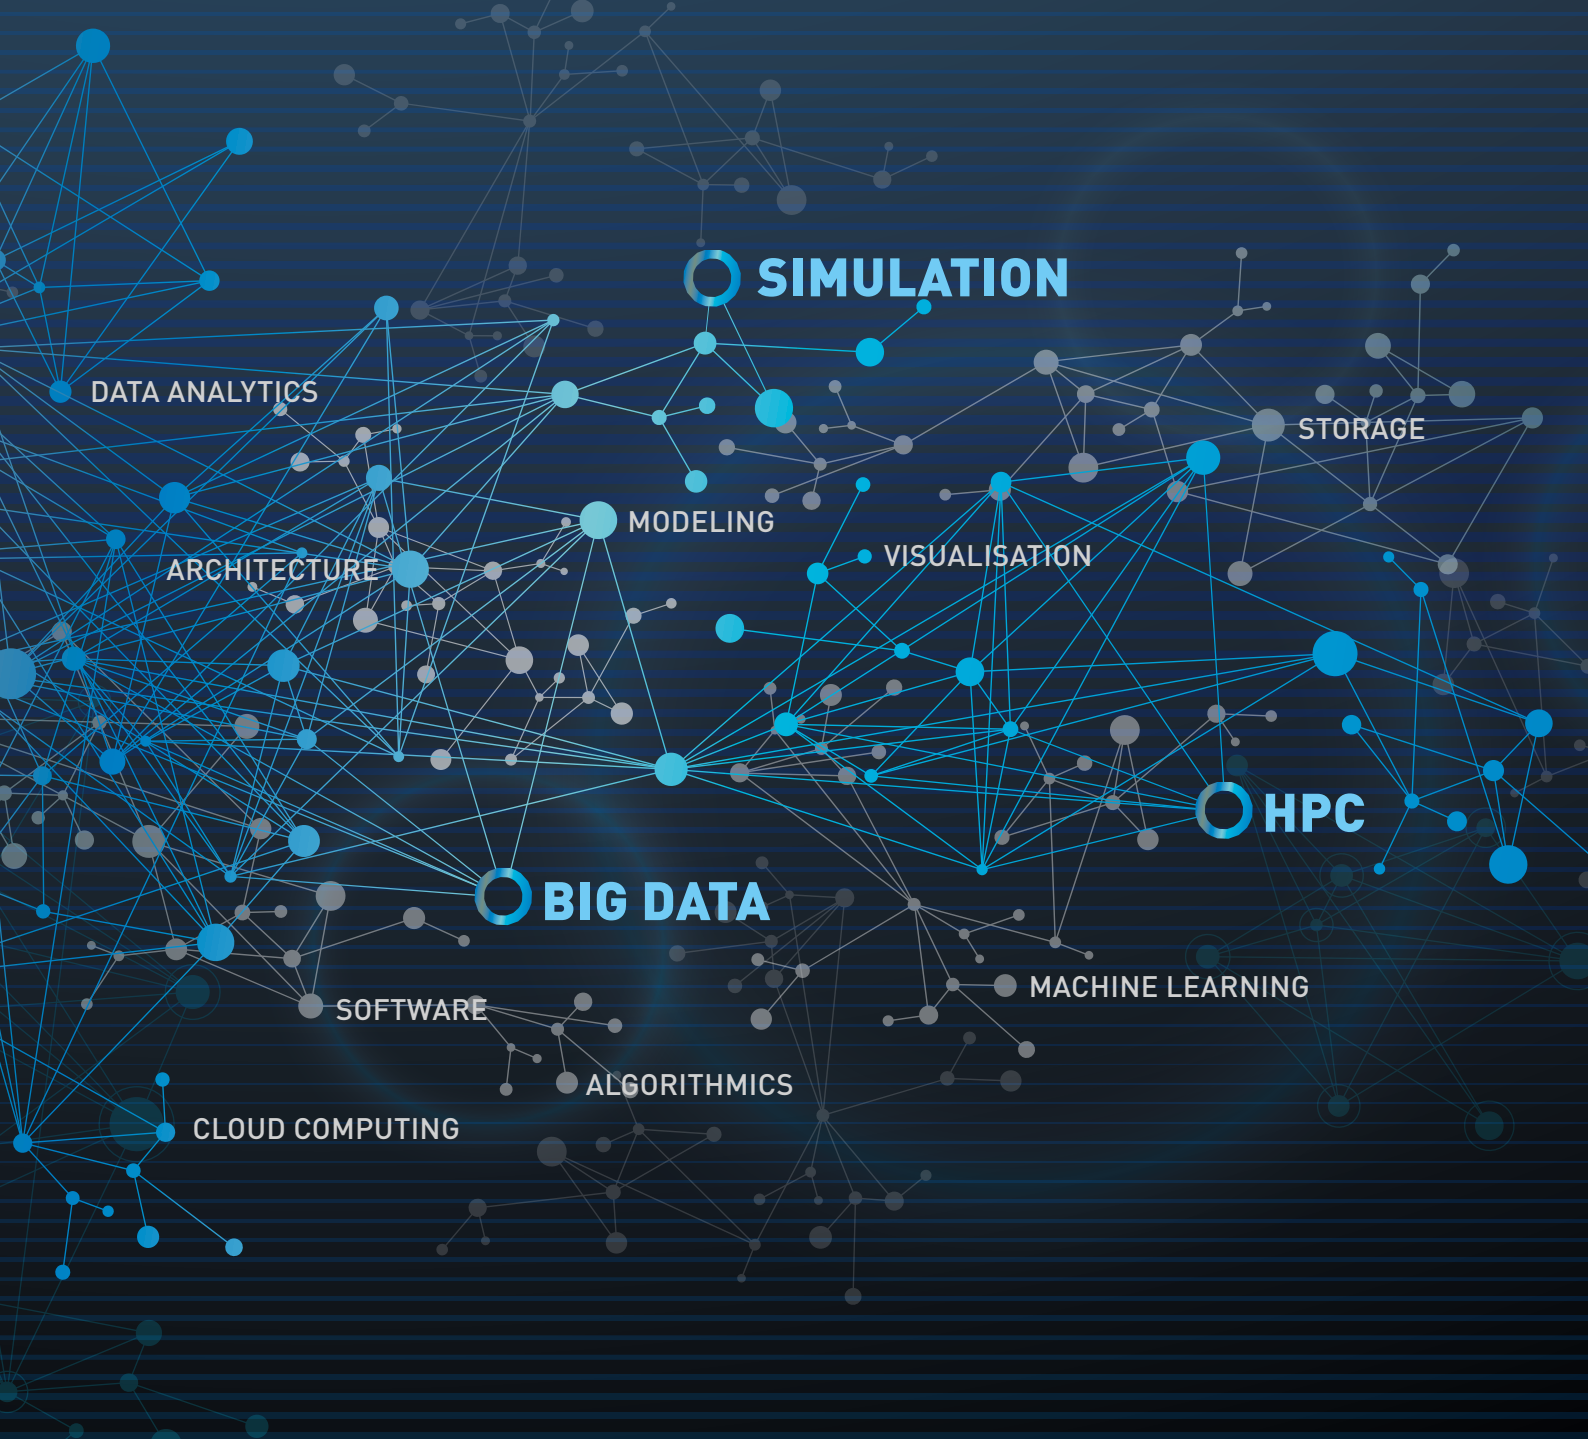 SIMULATION
DATA ANALYTICS
STORAGE
MODELING
VISUALISATION
ARCHITECTURE
HPC
BIG DATA
MACHINE LEARNING
SOFTWARE
ALGORITHMICS
CLOUD COMPUTING